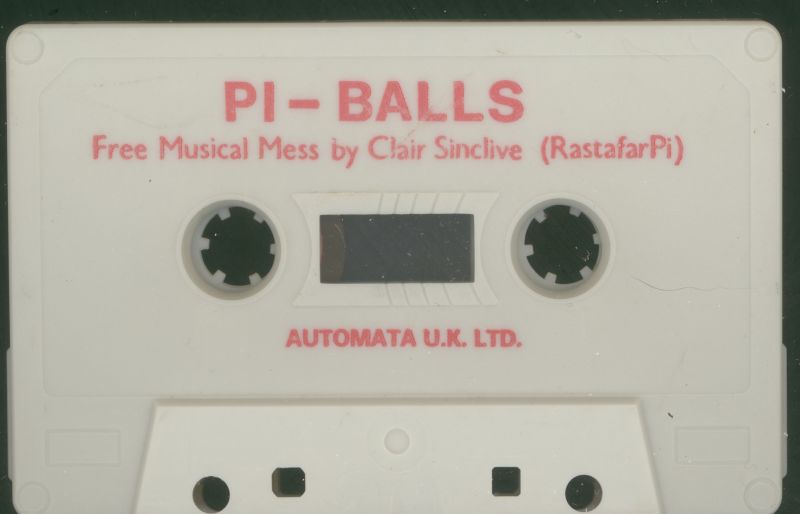 PI – BALLS
Free Musical Mess by Clair Sinclive (RastafarPi)
AUTOMATA U.K. LTD.